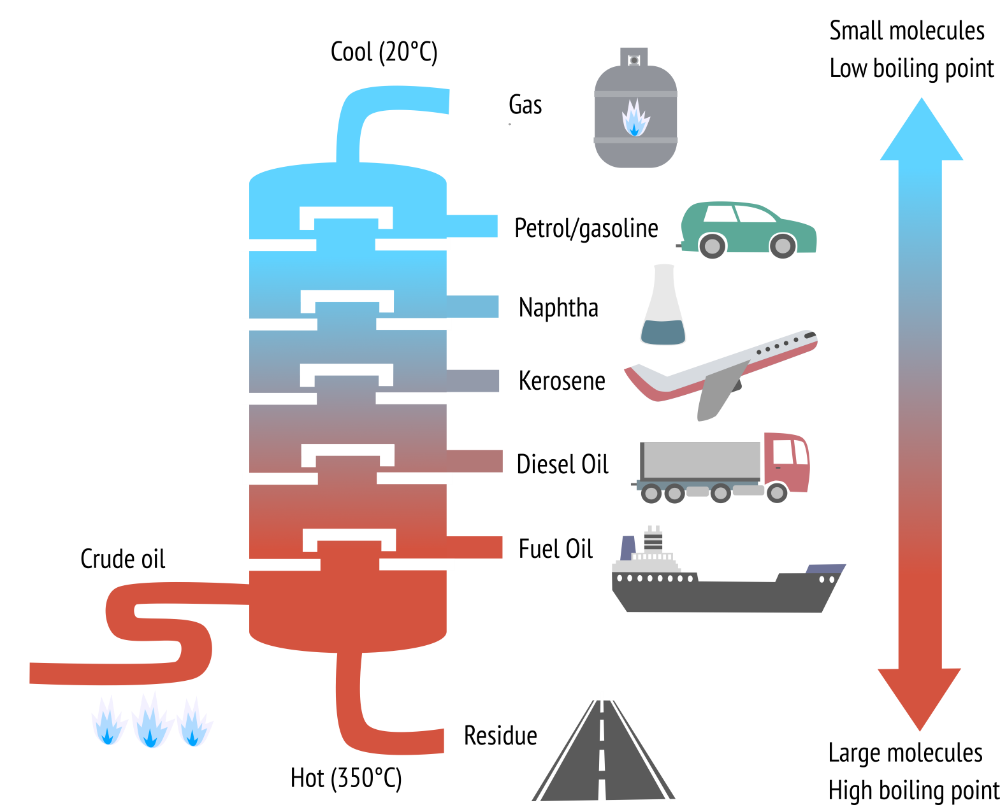 Small molecules
Low boiling point
Cool (20°C)
Gas
Petrol/gasoline
Naphtha
Kerosene
Diesel Oil
Fuel Oil
Crude oil
Residue
Hot (350°C)
Large molecules
High boiling point